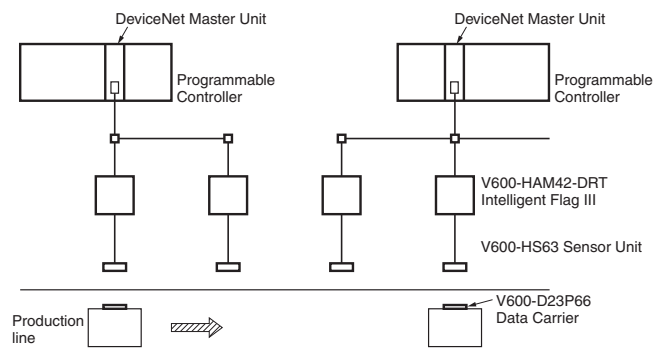 DeviceNet Master Unit
DeviceNet Master Unit
Programmable
Controller
Programmable
Controller
V600-HAM42-DRT
Intelligent Flag III
V600-HS63 Sensor Unit
V600-D23P66
Data Carrier
Production
line